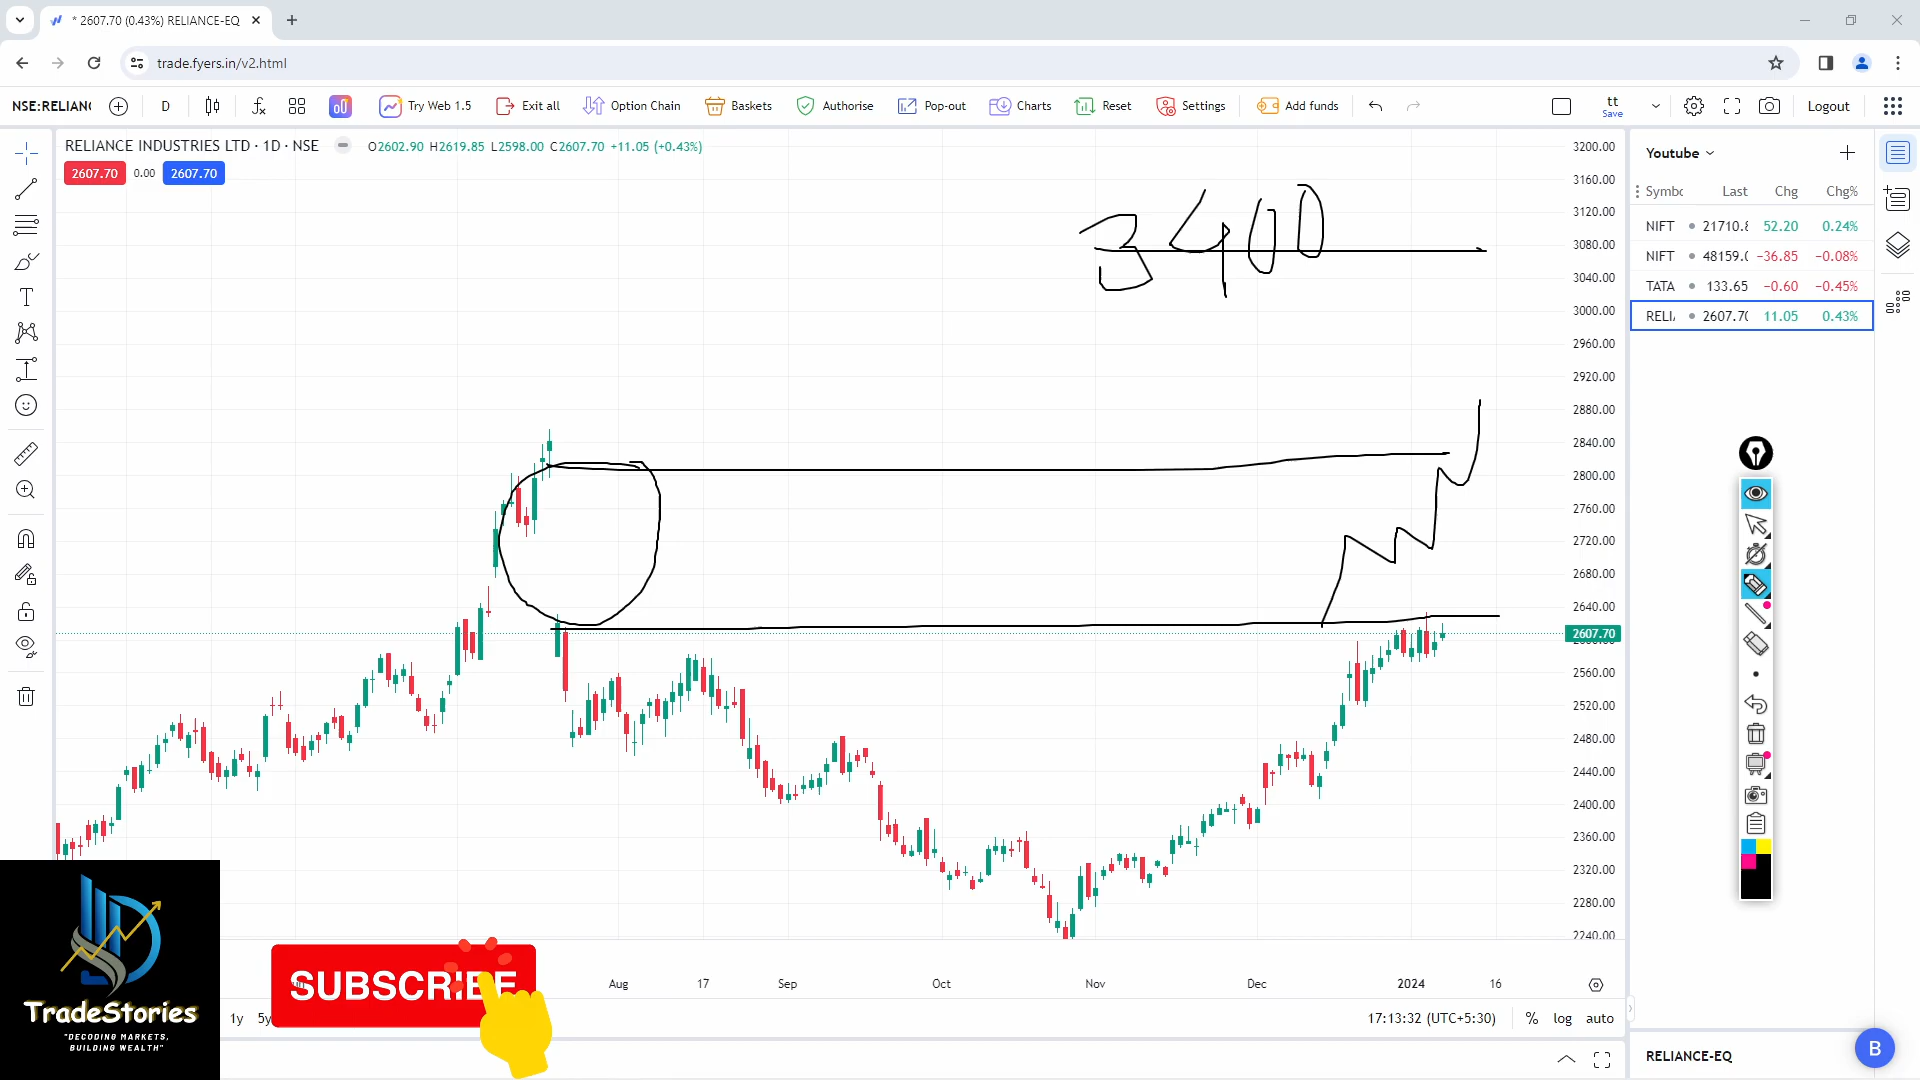 * 2607.70 (0.43%) RELIANCE-EQ
trade.fyers.in/v2.html
NSE:RELIANC D Try Web 1.5 Exit all Option Chain Baskets Authorise Pop-out Charts Reset Settings Add funds tt Save Logout
RELIANCE INDUSTRIES LTD · 1D · NSE O2602.90 H2619.85 L2598.00 C2607.70 +11.05 (+0.43%)
2607.70 0.00 2607.70
3400
3200.00
3160.00
3120.00
3080.00
3040.00
3000.00
2960.00
2920.00
2880.00
2840.00
2800.00
2760.00
2720.00
2680.00
2640.00
2607.70
2560.00
2520.00
2480.00
2440.00
2400.00
2360.00
2320.00
2280.00
2240.00
Youtube
Symbc Last Chg Chg%
NIFT 21710.8 52.20 0.24%
NIFT 48159.0 −36.85 −0.08%
TATA 133.65 −0.60 −0.45%
RELI 2607.70 11.05 0.43%
Aug 17 Sep Oct Nov Dec 2024 16
1y 5y 17:13:32 (UTC+5:30) % log auto
SUBSCRIBE
TradeStories
"DECODING MARKETS,
BUILDING WEALTH"
RELIANCE-EQ
B